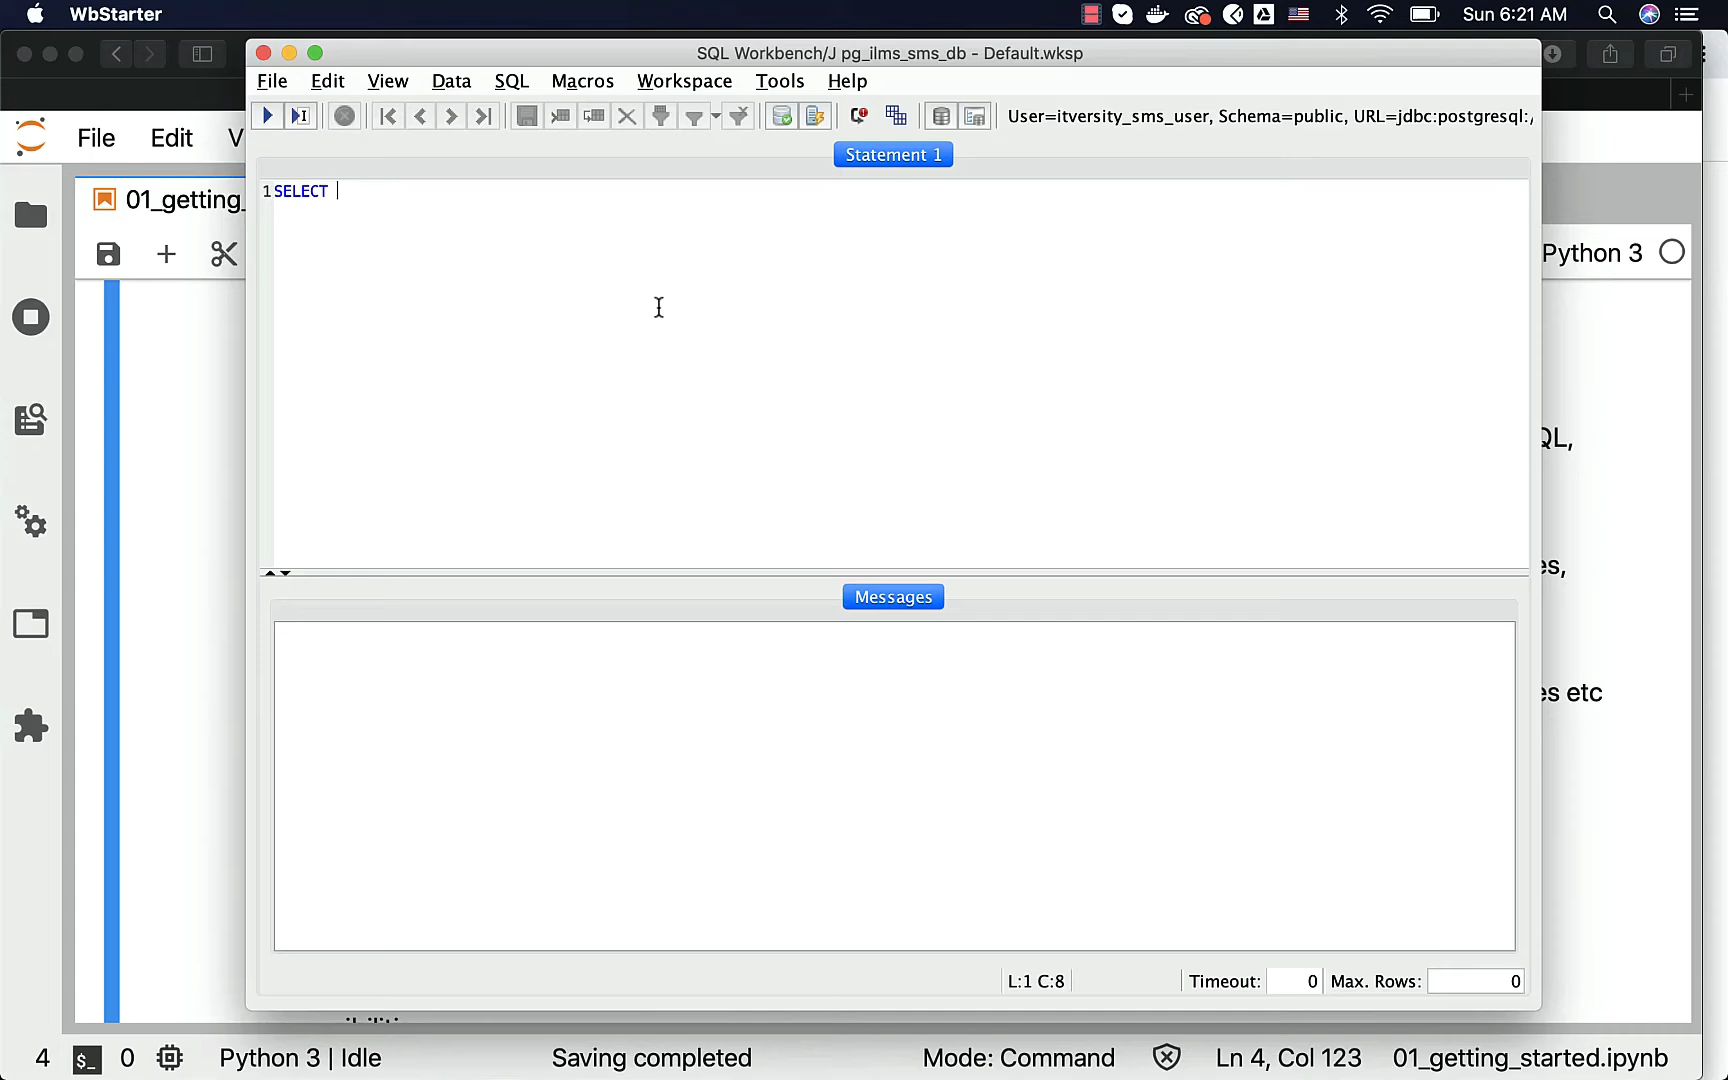 WbStarter
Sun 6:21 AM
SQL Workbench/J pg_ilms_sms_db - Default.wksp
File Edit View Data SQL Macros Workspace Tools Help
User=itversity_sms_user, Schema=public, URL=jdbc:postgresql:/
File Edit V
Statement 1
1 SELECT
01_getting_
Python 3
QL,
es,
Messages
es etc
L:1 C:8
Timeout: 0
Max. Rows: 0
4 $_ 0 Python 3 | Idle Saving completed Mode: Command Ln 4, Col 123 01_getting_started.ipynb